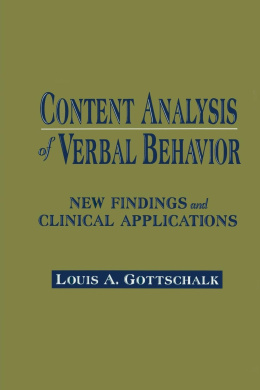 CONTENT ANALYSIS
of VERBAL BEHAVIOR
NEW FINDINGS and
CLINICAL APPLICATIONS
LOUIS A. GOTTSCHALK